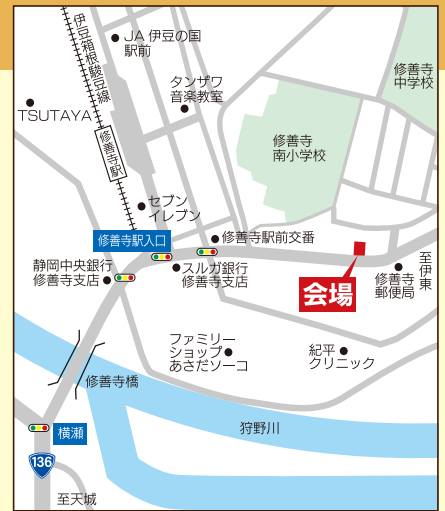 伊豆箱根駿豆線
JA 伊豆の国
駅前
TSUTAYA
タンザワ
音楽教室
修善寺
中学校
修善寺駅
修善寺
南小学校
セブン
イレブン
修善寺駅入口
修善寺駅前交番
静岡中央銀行
修善寺支店
スルガ銀行
修善寺支店
会場
修善寺
郵便局
至伊東
ファミリー
ショップ
あさだソーコ
紀平
クリニック
修善寺橋
狩野川
横瀬
136
至天城